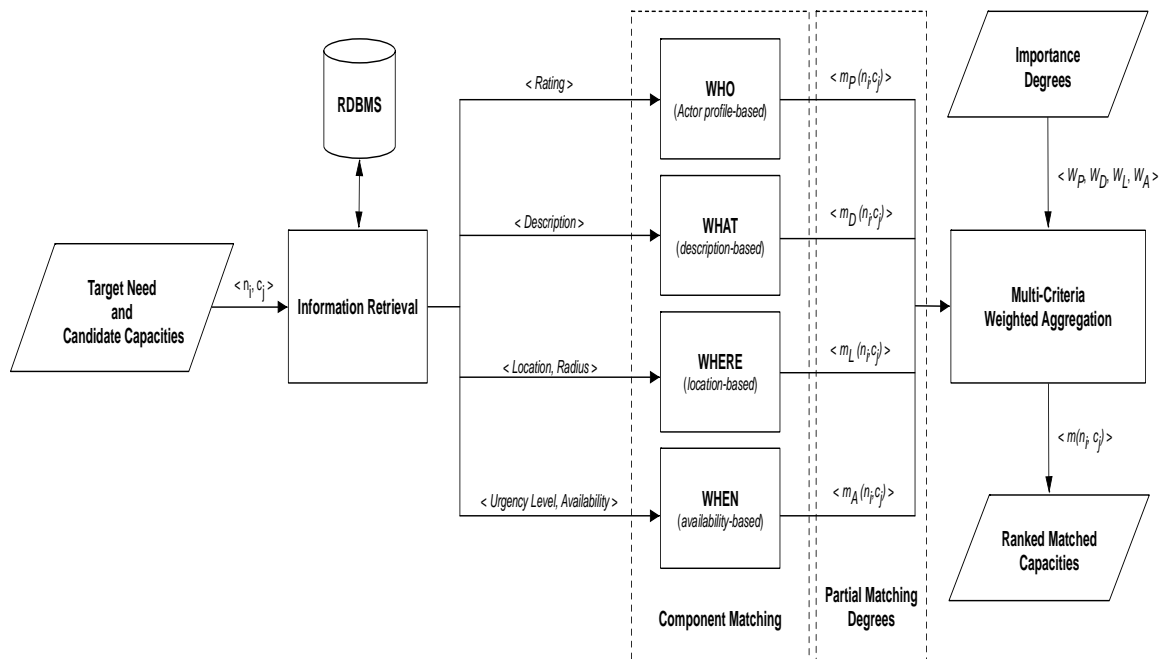 RDBMS
Target Need
and
Candidate Capacities
< n_i, c_j >
Information Retrieval
< Rating >
< Description >
< Location, Radius >
< Urgency Level, Availability >
WHO
(Actor profile-based)
WHAT
(description-based)
WHERE
(location-based)
WHEN
(availability-based)
Component Matching
< m_P (n_i,c_j) >
< m_D (n_i,c_j) >
< m_L (n_i,c_j) >
< m_A (n_i,c_j) >
Partial Matching
Degrees
Importance
Degrees
< W_P, W_D, W_L, W_A >
Multi-Criteria
Weighted Aggregation
< m(n_i, c_j) >
Ranked Matched
Capacities